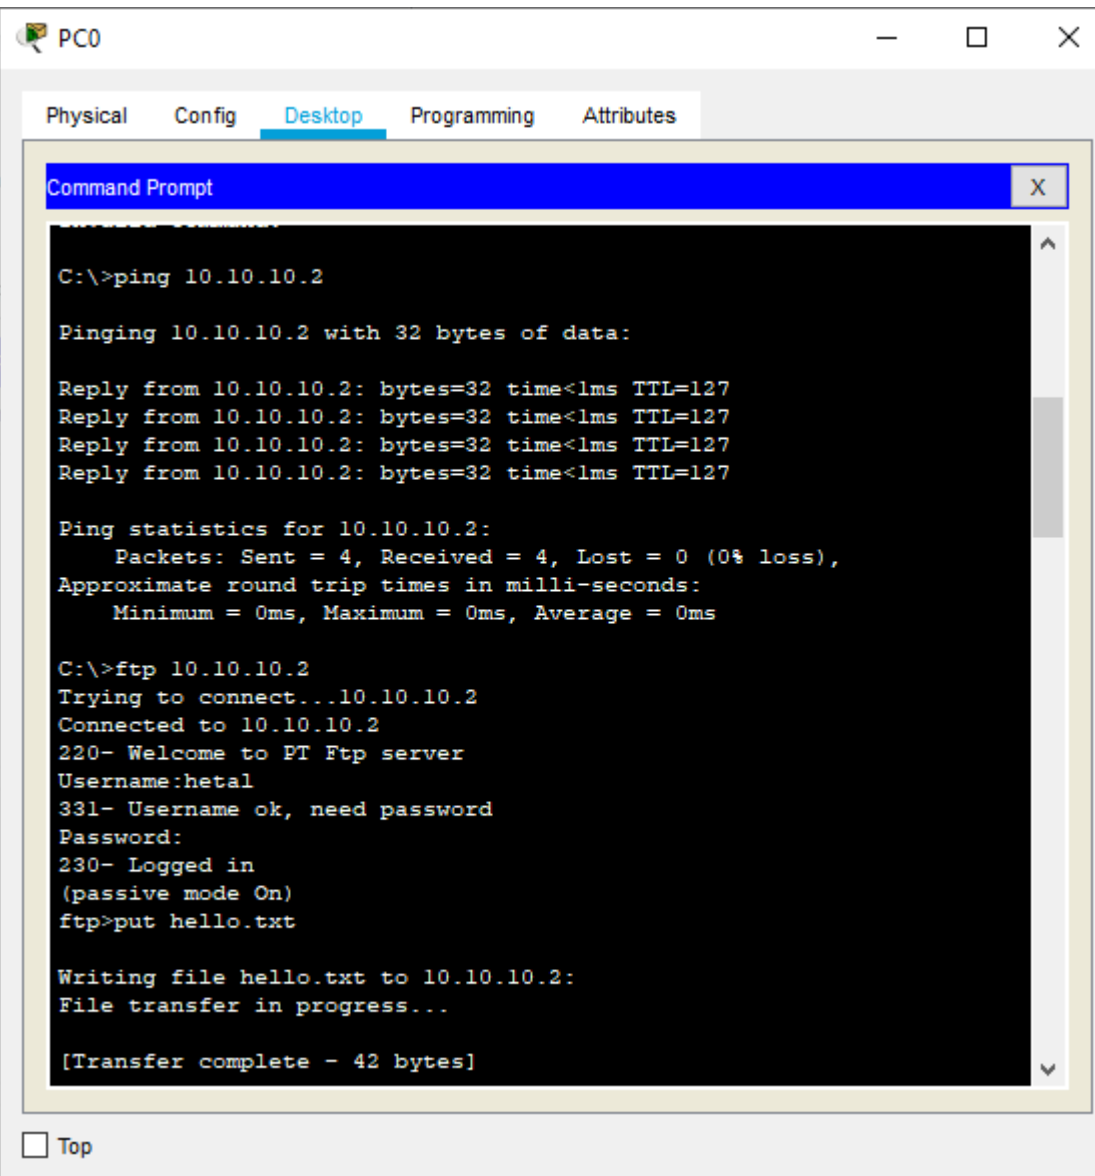 PC0
Physical Config Desktop Programming Attributes
Command Prompt X
C:\>ping 10.10.10.2
Pinging 10.10.10.2 with 32 bytes of data:
Reply from 10.10.10.2: bytes=32 time<1ms TTL=127
Reply from 10.10.10.2: bytes=32 time<1ms TTL=127
Reply from 10.10.10.2: bytes=32 time<1ms TTL=127
Reply from 10.10.10.2: bytes=32 time<1ms TTL=127
Ping statistics for 10.10.10.2:
Packets: Sent = 4, Received = 4, Lost = 0 (0% loss),
Approximate round trip times in milli-seconds:
Minimum = 0ms, Maximum = 0ms, Average = 0ms
C:\>ftp 10.10.10.2
Trying to connect...10.10.10.2
Connected to 10.10.10.2
220- Welcome to PT Ftp server
Username:hetal
331- Username ok, need password
Password:
230- Logged in
(passive mode On)
ftp>put hello.txt
Writing file hello.txt to 10.10.10.2:
File transfer in progress...
[Transfer complete - 42 bytes]
Top